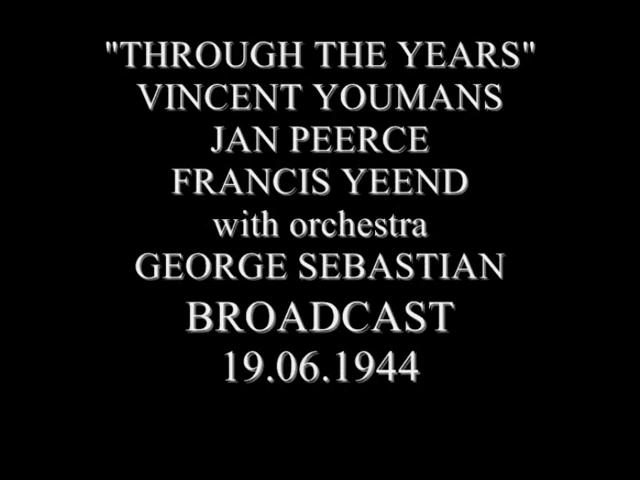 "THROUGH THE YEARS"
VINCENT YOUMANS
JAN PEERCE
FRANCIS YEEND
with orchestra
GEORGE SEBASTIAN
BROADCAST
19.06.1944